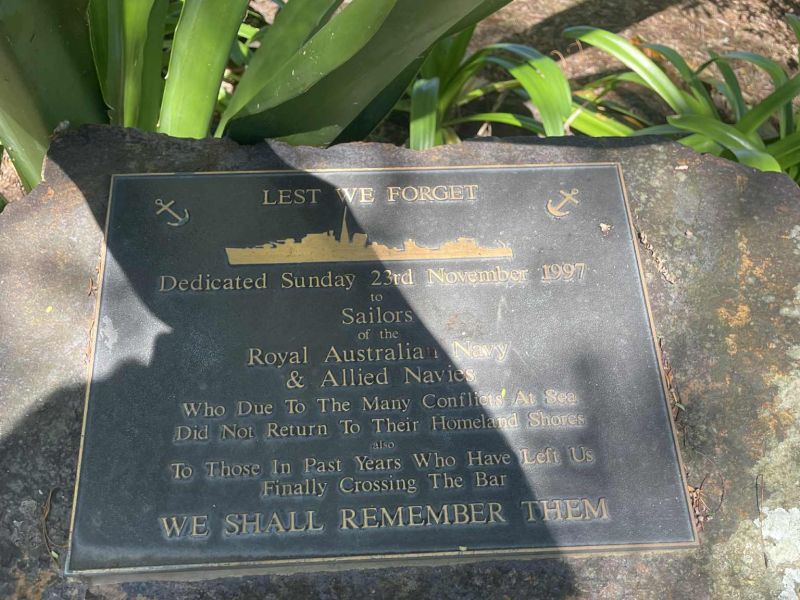 LEST WE FORGET
Dedicated Sunday 23rd November 1997
to
Sailors
of the
Royal Australian Navy
& Allied Navies
Who Due To The Many Conflicts At Sea
Did Not Return To Their Homeland Shores
also
To Those In Past Years Who Have Left Us
Finally Crossing The Bar
WE SHALL REMEMBER THEM